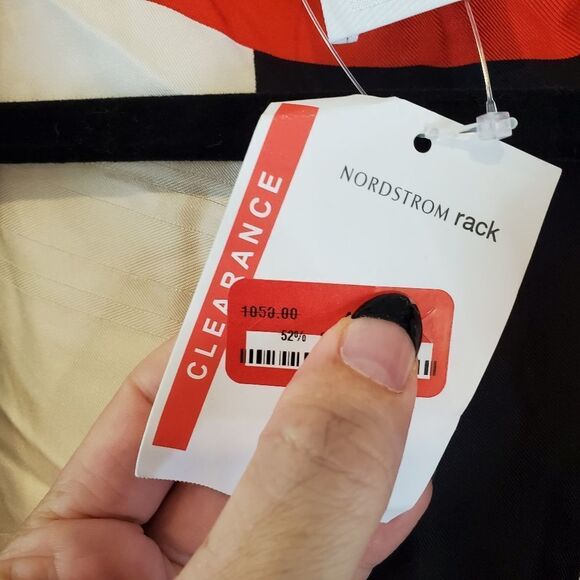 NORDSTROM rack
CLEARANCE
1050.00
52%